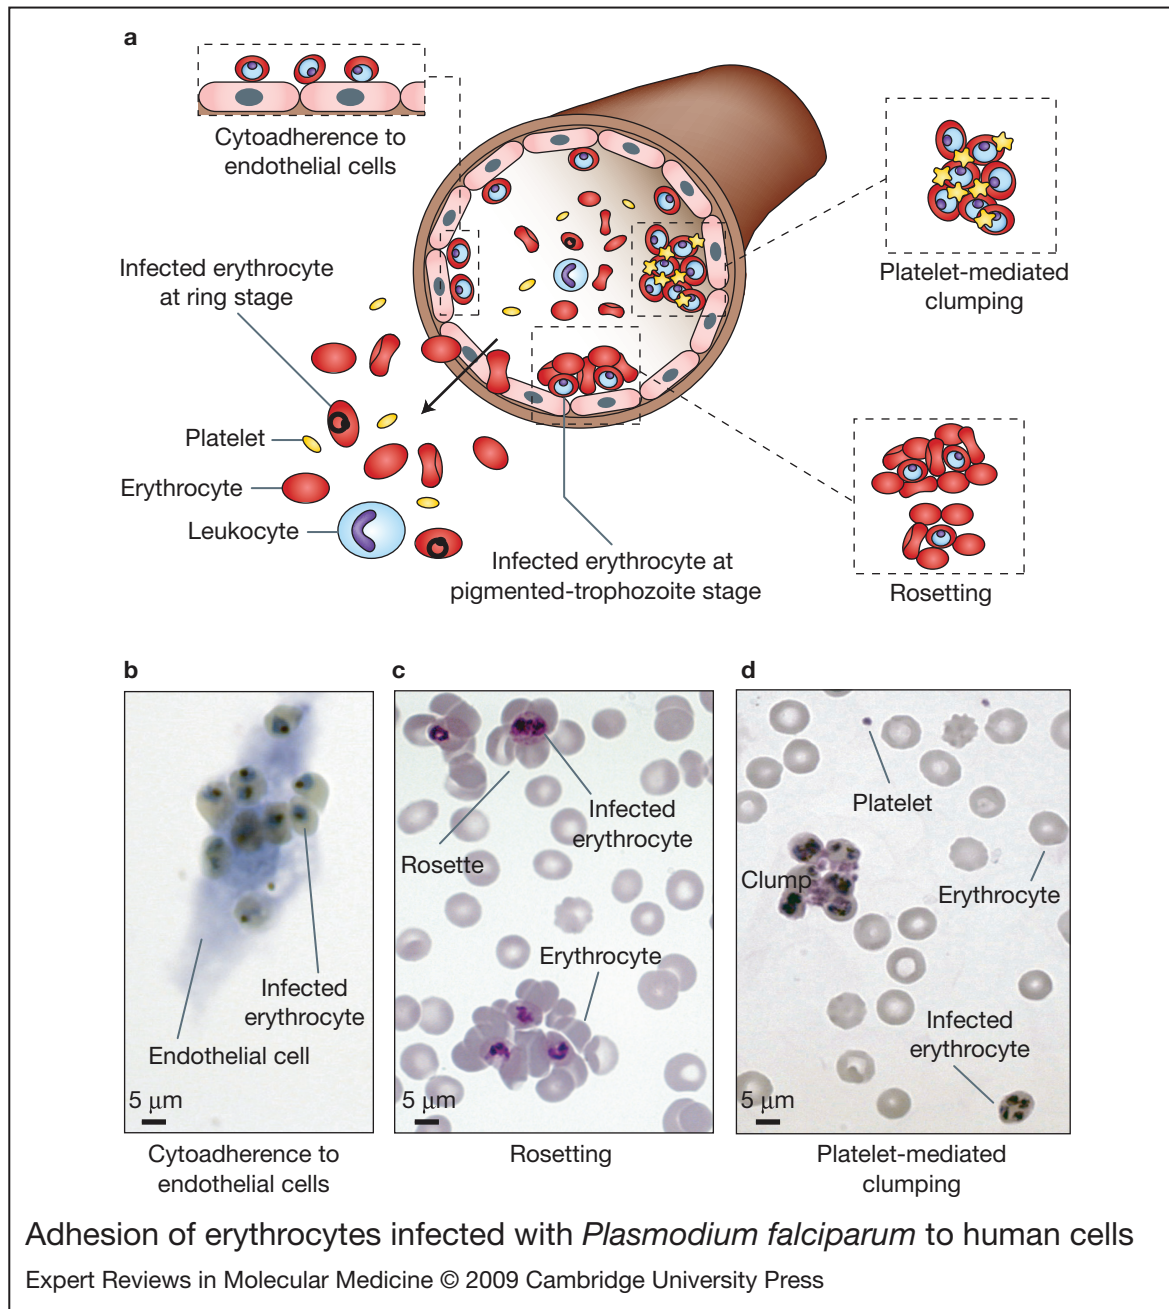 a
Cytoadherence to
endothelial cells
Infected erythrocyte
at ring stage
Platelet
Erythrocyte
Leukocyte
Infected erythrocyte at
pigmented-trophozoite stage
Platelet-mediated
clumping
Rosetting
b
Infected
erythrocyte
Endothelial cell
5 μm
Cytoadherence to
endothelial cells
c
Infected
erythrocyte
Rosette
Erythrocyte
5 μm
Rosetting
d
Platelet
Clump
Erythrocyte
Infected
erythrocyte
5 μm
Platelet-mediated
clumping
Adhesion of erythrocytes infected with Plasmodium falciparum to human cells
Expert Reviews in Molecular Medicine © 2009 Cambridge University Press